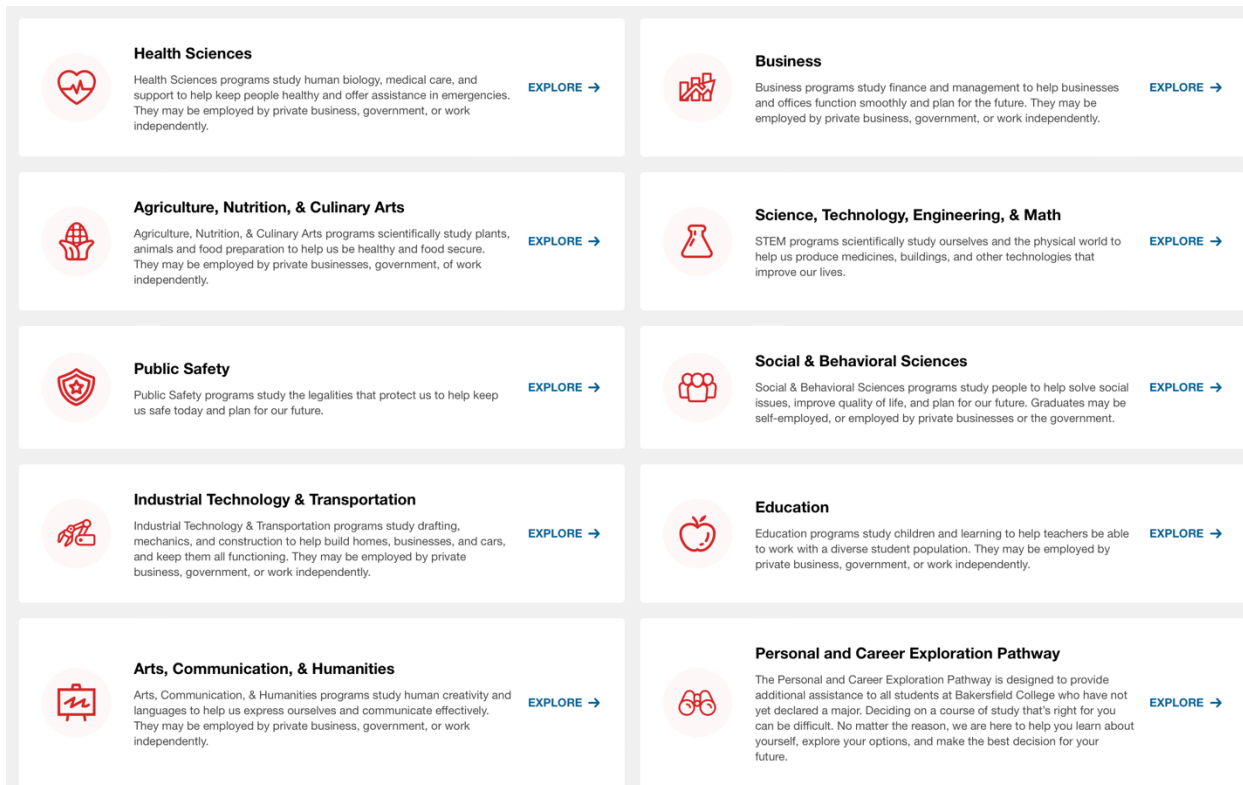 Health Sciences
Health Sciences programs study human biology, medical care, and
support to help keep people healthy and offer assistance in emergencies.
They may be employed by private business, government, or work
independently.
EXPLORE →
Business
Business programs study finance and management to help businesses
and offices function smoothly and plan for the future. They may be
employed by private business, government, or work independently.
EXPLORE →
Agriculture, Nutrition, & Culinary Arts
Agriculture, Nutrition, & Culinary Arts programs scientifically study plants,
animals and food preparation to help us be healthy and food secure.
They may be employed by private businesses, government, of work
independently.
EXPLORE →
Science, Technology, Engineering, & Math
STEM programs scientifically study ourselves and the physical world to
help us produce medicines, buildings, and other technologies that
improve our lives.
EXPLORE →
Public Safety
Public Safety programs study the legalities that protect us to help keep
us safe today and plan for our future.
EXPLORE →
Social & Behavioral Sciences
Social & Behavioral Sciences programs study people to help solve social
issues, improve quality of life, and plan for our future. Graduates may be
self-employed, or employed by private businesses or the government.
EXPLORE →
Industrial Technology & Transportation
Industrial Technology & Transportation programs study drafting,
mechanics, and construction to help build homes, businesses, and cars,
and keep them all functioning. They may be employed by private
business, government, or work independently.
EXPLORE →
Education
Education programs study children and learning to help teachers be able
to work with a diverse student population. They may be employed by
private business, government, or work independently.
EXPLORE →
Arts, Communication, & Humanities
Arts, Communication, & Humanities programs study human creativity and
languages to help us express ourselves and communicate effectively.
They may be employed by private business, government, or work
independently.
EXPLORE →
Personal and Career Exploration Pathway
The Personal and Career Exploration Pathway is designed to provide
additional assistance to all students at Bakersfield College who have not
yet declared a major. Deciding on a course of study that's right for you
can be difficult. No matter the reason, we are here to help you learn about
yourself, explore your options, and make the best decision for your
future.
EXPLORE →